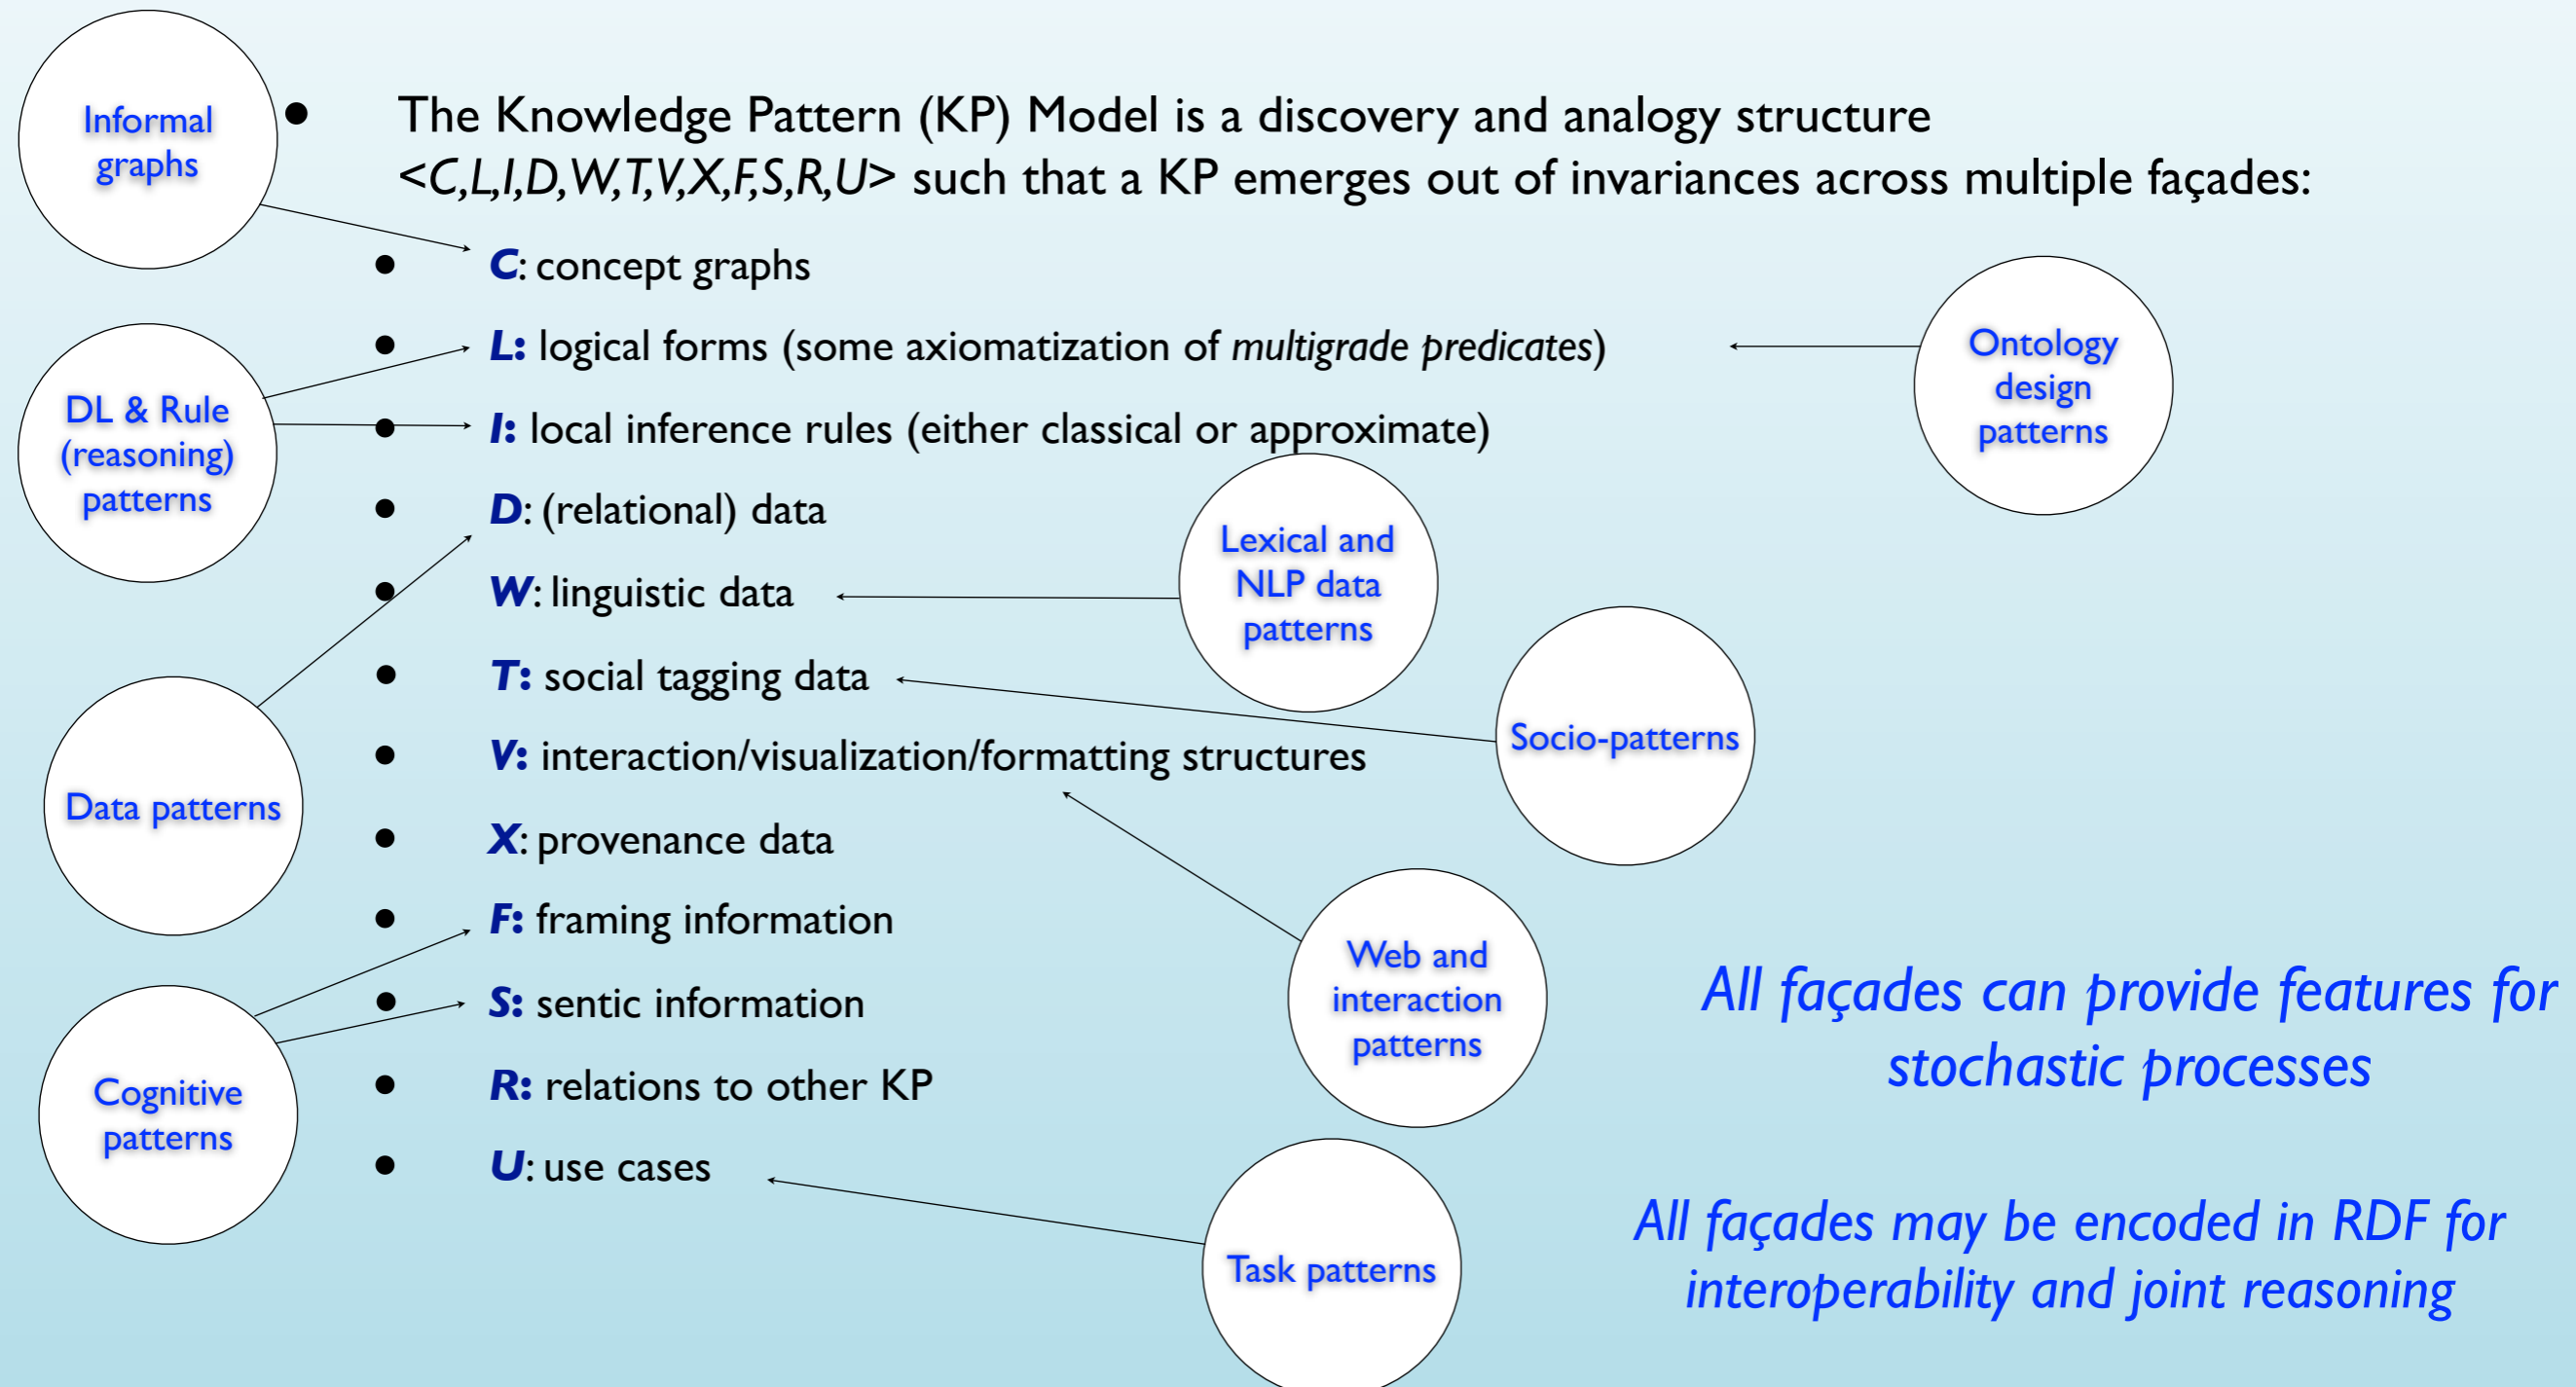 The Knowledge Pattern (KP) Model is a discovery and analogy structure
<C,L,I,D,W,T,V,X,F,S,R,U> such that a KP emerges out of invariances across multiple façades:
C: concept graphs
L: logical forms (some axiomatization of multigrade predicates)
I: local inference rules (either classical or approximate)
D: (relational) data
W: linguistic data
T: social tagging data
V: interaction/visualization/formatting structures
X: provenance data
F: framing information
S: sentic information
R: relations to other KP
U: use cases
Informal
graphs
DL & Rule
(reasoning)
patterns
Data patterns
Cognitive
patterns
Ontology
design
patterns
Lexical and
NLP data
patterns
Socio-patterns
Web and
interaction
patterns
Task patterns
All façades can provide features for
stochastic processes
All façades may be encoded in RDF for
interoperability and joint reasoning